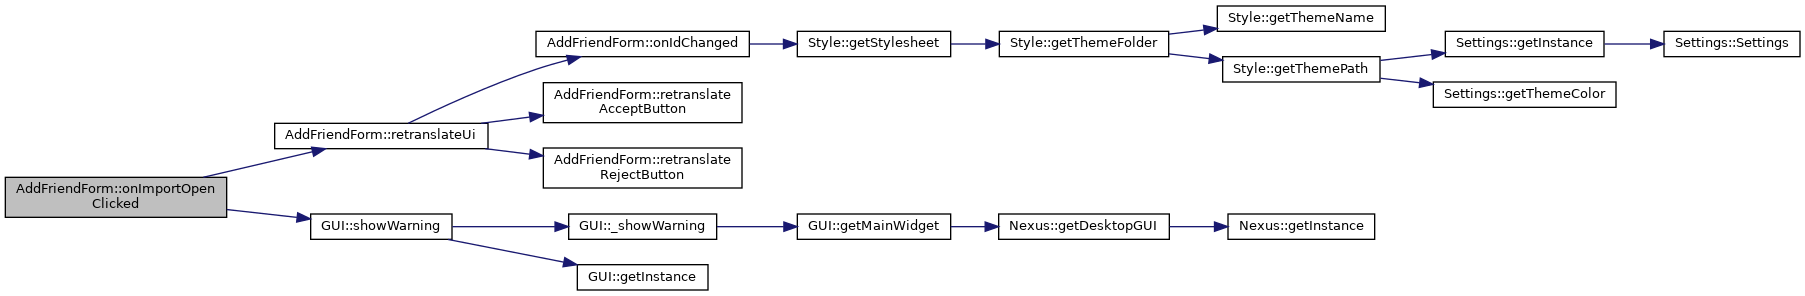 Style::getThemeName
AddFriendForm::onIdChanged
Style::getStylesheet
Style::getThemeFolder
Settings::getInstance
Settings::Settings
Style::getThemePath
Settings::getThemeColor
AddFriendForm::retranslate
AcceptButton
AddFriendForm::retranslateUi
AddFriendForm::retranslate
RejectButton
AddFriendForm::onImportOpen
Clicked
GUI::showWarning
GUI::_showWarning
GUI::getMainWidget
Nexus::getDesktopGUI
Nexus::getInstance
GUI::getInstance